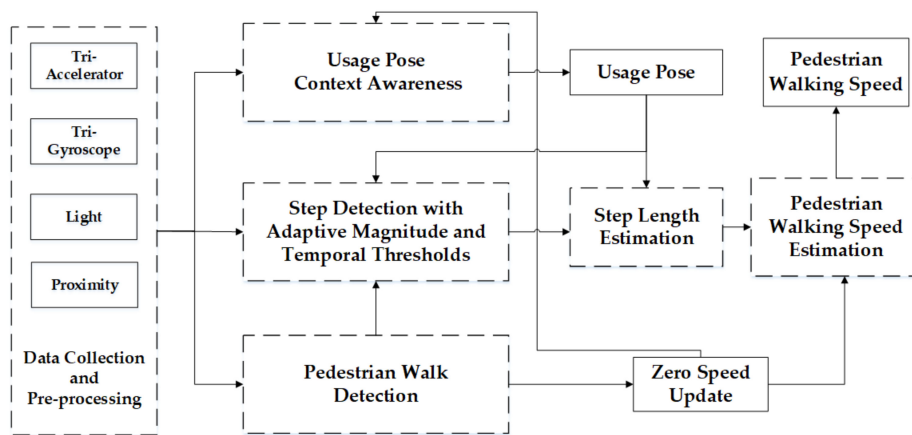 Tri-
Accelerator
Tri-
Gyroscope
Light
Proximity
Data Collection
and
Pre-processing
Usage Pose
Context Awareness
Usage Pose
Pedestrian
Walking Speed
Step Detection with
Adaptive Magnitude and
Temporal Thresholds
Step Length
Estimation
Pedestrian
Walking Speed
Estimation
Pedestrian Walk
Detection
Zero Speed
Update